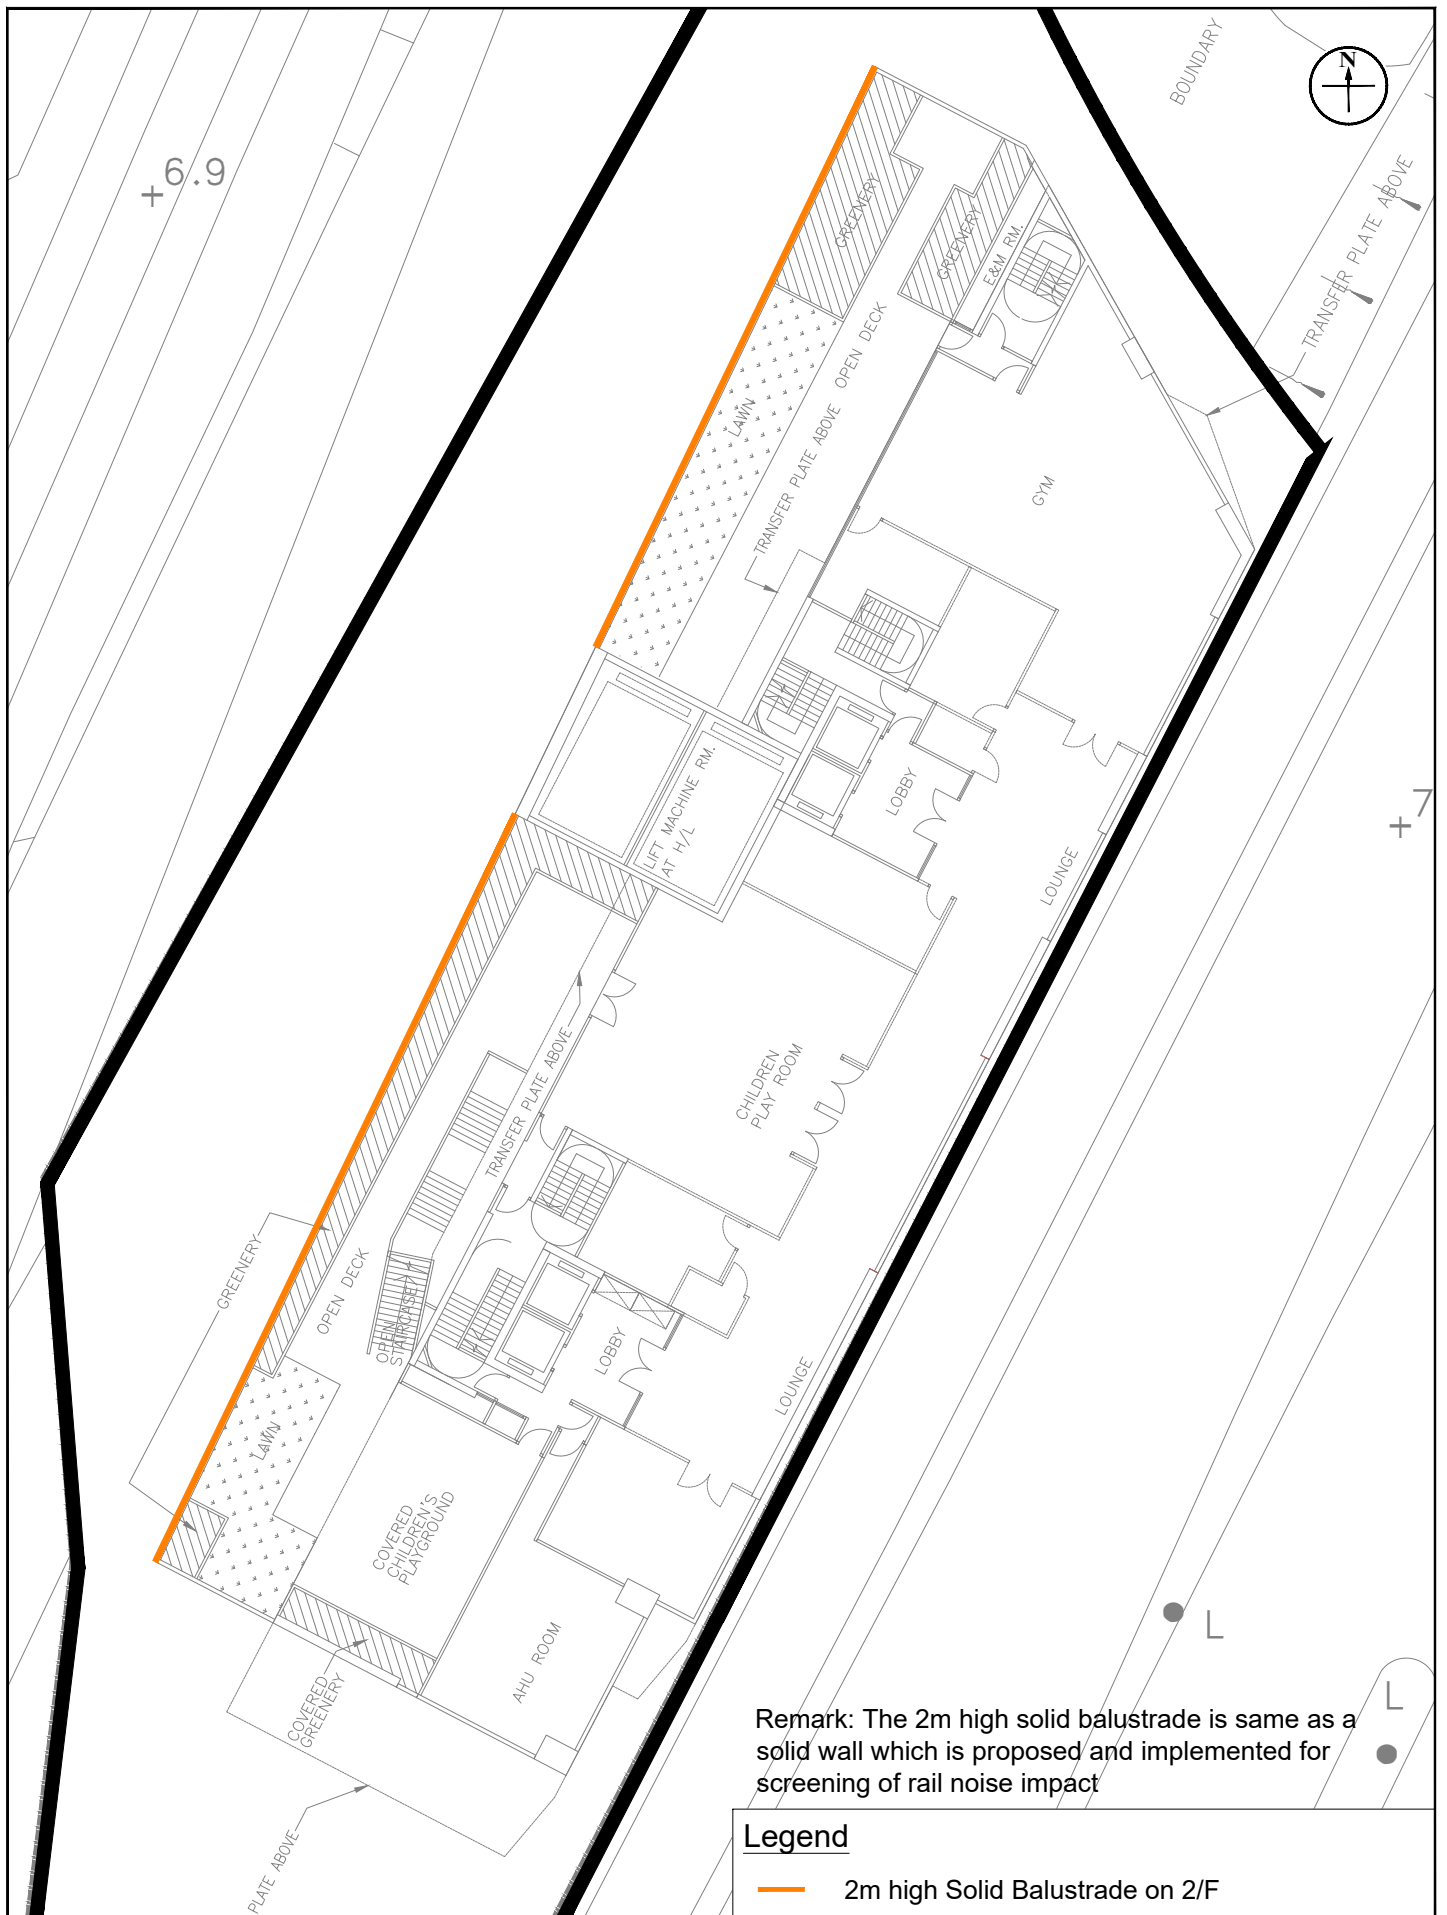 BOUNDARY
N
6.9
TRANSFER PLATE ABOVE
GREENERY
GREENERY
E&M RM.
OPEN DECK
TRANSFER PLATE ABOVE
LAWN
GYM
LIFT MACHINE RM.
AT H/L
LOBBY
LOUNGE
7
CHILDREN
PLAY ROOM
TRANSFER PLATE ABOVE
GREENERY
OPEN DECK
OPEN
STAIRCASE
LOBBY
LOUNGE
LAWN
COVERED
CHILDREN'S
PLAYGROUND
AHU ROOM
COVERED
GREENERY
L
L
PLATE ABOVE
Remark: The 2m high solid balustrade is same as a
solid wall which is proposed and implemented for
screening of rail noise impact
Legend
2m high Solid Balustrade on 2/F